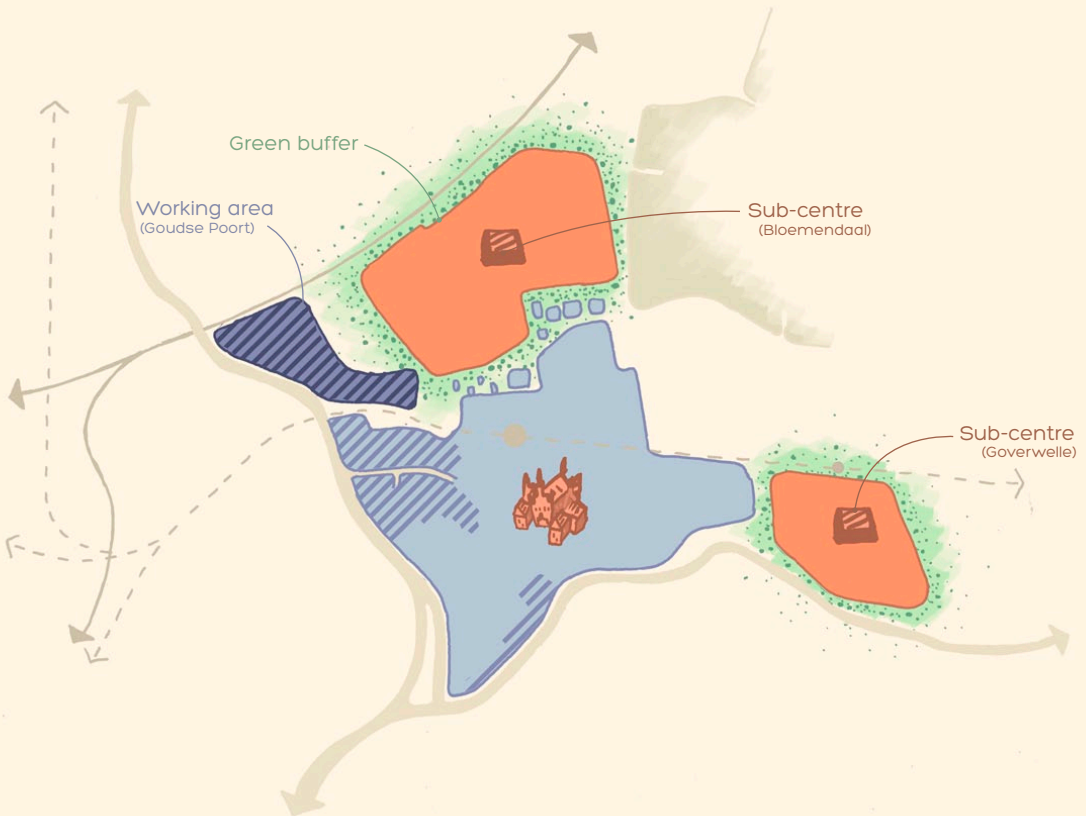 Green buffer
Working area
(Goudse Poort)
Sub-centre
(Bloemendaal)
Sub-centre
(Goverwelle)